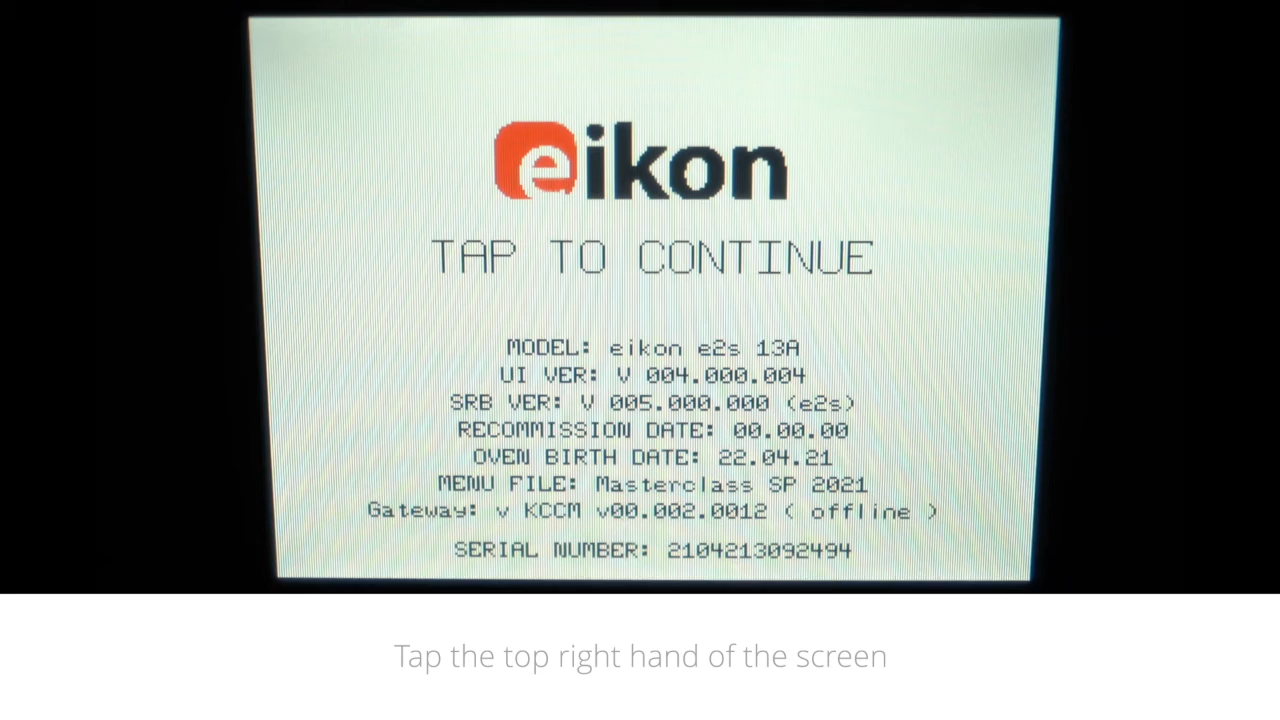 eikon
TAP TO CONTINUE
MODEL: eikon e2s 13A
UI VER: V 004.000.004
SRB VER: V 005.000.000 (e2s)
RECOMMISSION DATE: 00.00.00
OVEN BIRTH DATE: 22.04.21
MENU FILE: Masterclass SP 2021
Gateway: v KCCM v00.002.0012 ( offline )
SERIAL NUMBER: 2104213092494
Tap the top right hand of the screen